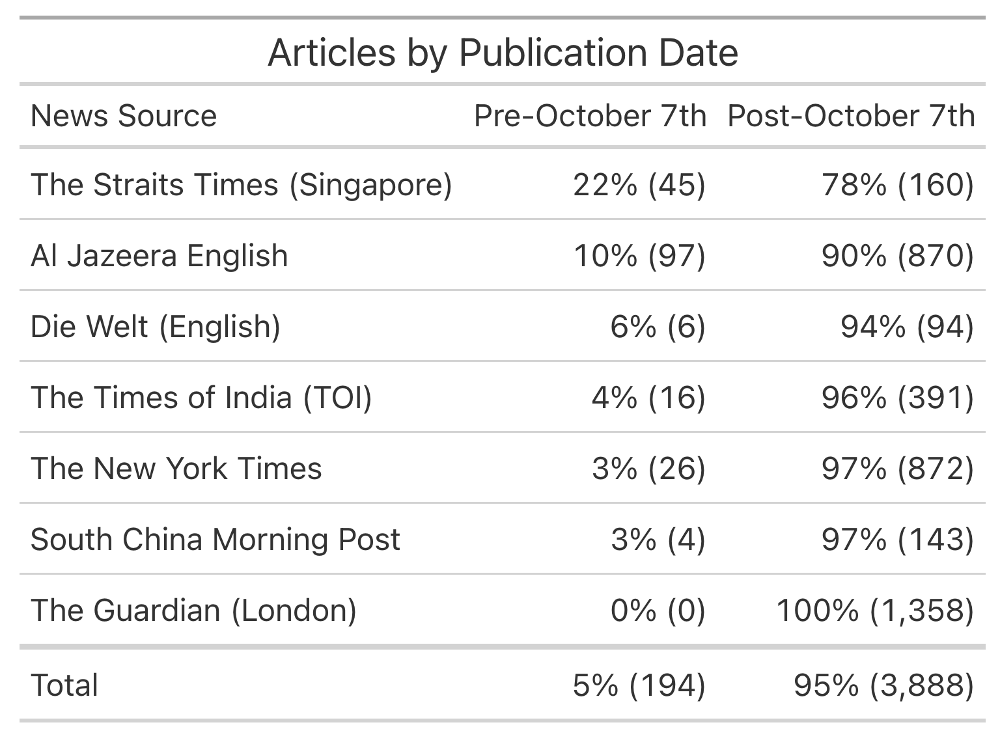 Articles by Publication Date
News Source Pre-October 7th Post-October 7th
The Straits Times (Singapore) 22% (45) 78% (160)
Al Jazeera English 10% (97) 90% (870)
Die Welt (English) 6% (6) 94% (94)
The Times of India (TOI) 4% (16) 96% (391)
The New York Times 3% (26) 97% (872)
South China Morning Post 3% (4) 97% (143)
The Guardian (London) 0% (0) 100% (1,358)
Total 5% (194) 95% (3,888)